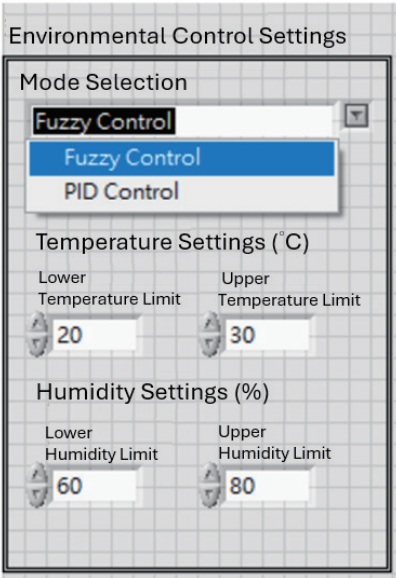 Environmental Control Settings
Mode Selection
Fuzzy Control
Fuzzy Control
PID Control
Temperature Settings (°C)
Lower
Temperature Limit
Upper
Temperature Limit
20
30
Humidity Settings (%)
Lower
Humidity Limit
Upper
Humidity Limit
60
80